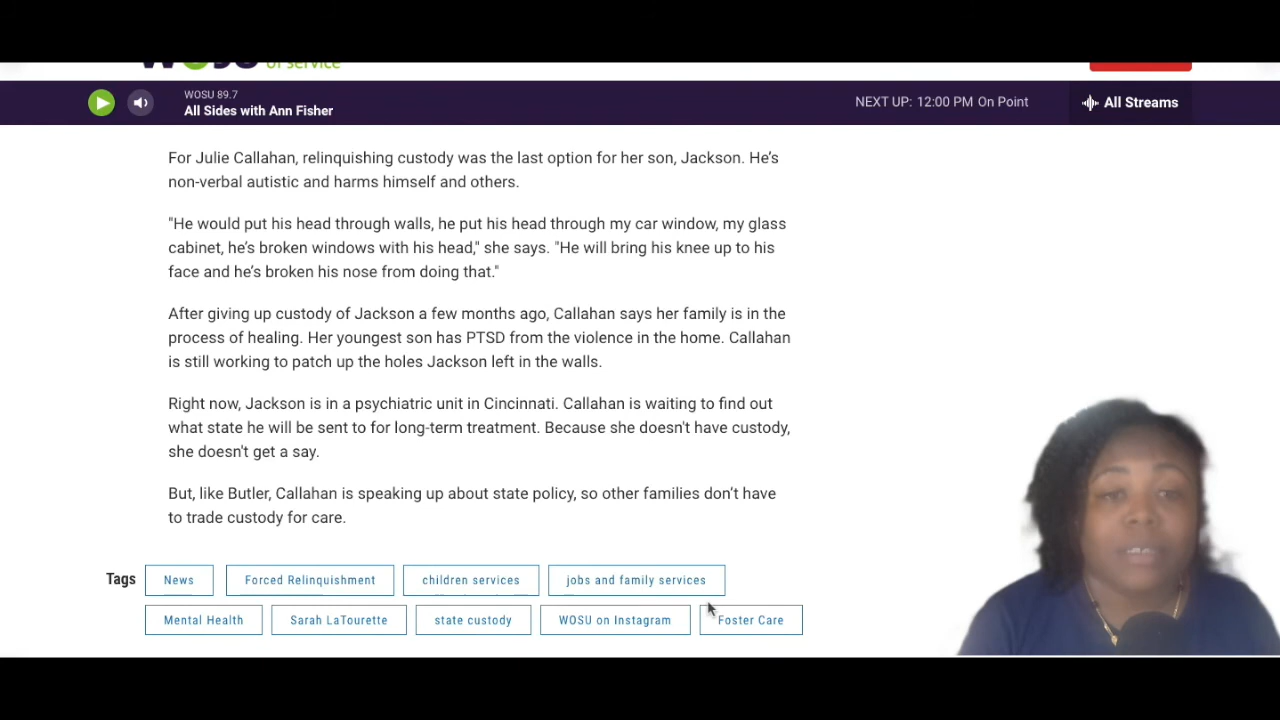 of service
WOSU 89.7
All Sides with Ann Fisher
NEXT UP: 12:00 PM On Point
All Streams
For Julie Callahan, relinquishing custody was the last option for her son, Jackson. He’s
non-verbal autistic and harms himself and others.
"He would put his head through walls, he put his head through my car window, my glass
cabinet, he’s broken windows with his head," she says. "He will bring his knee up to his
face and he’s broken his nose from doing that."
After giving up custody of Jackson a few months ago, Callahan says her family is in the
process of healing. Her youngest son has PTSD from the violence in the home. Callahan
is still working to patch up the holes Jackson left in the walls.
Right now, Jackson is in a psychiatric unit in Cincinnati. Callahan is waiting to find out
what state he will be sent to for long-term treatment. Because she doesn't have custody,
she doesn't get a say.
But, like Butler, Callahan is speaking up about state policy, so other families don’t have
to trade custody for care.
Tags News Forced Relinquishment children services jobs and family services
Mental Health Sarah LaTourette state custody WOSU on Instagram Foster Care